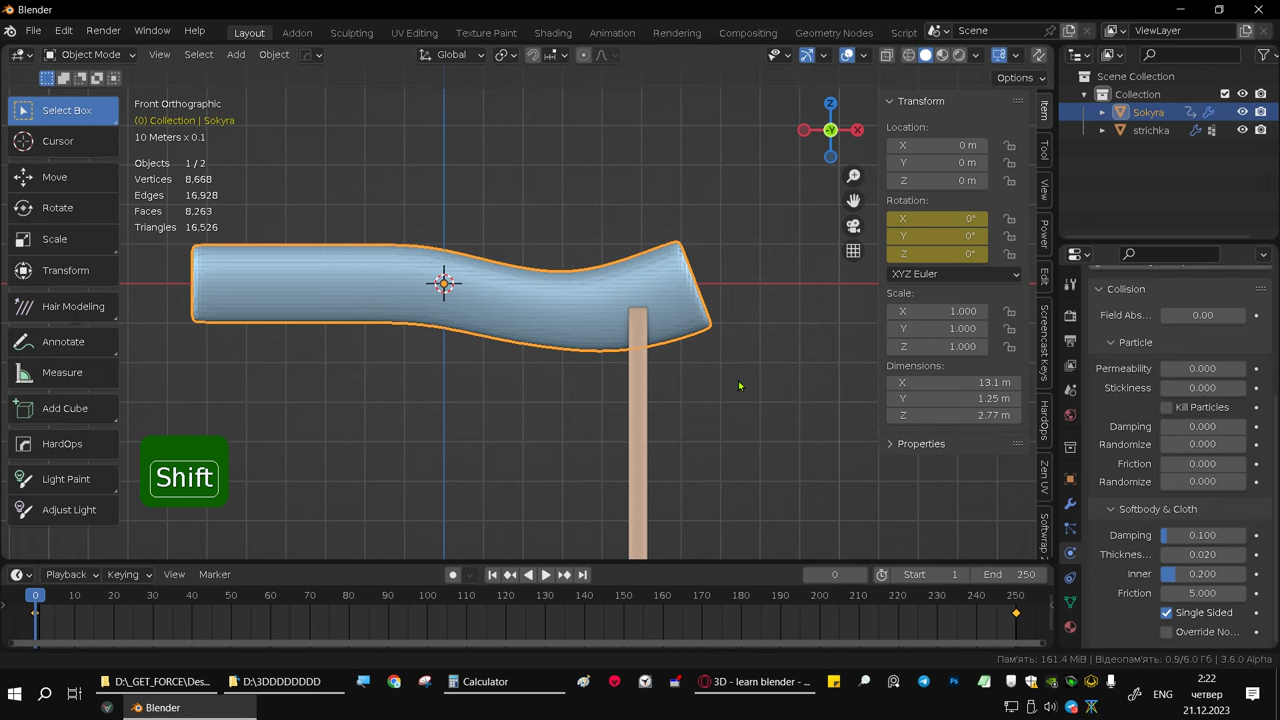 Blender
File Edit Render Window Help
Layout Addon Sculpting UV Editing Texture Paint Shading Animation Rendering Compositing Geometry Nodes Script
Scene
ViewLayer
Object Mode View Select Add Object
Global
Options
Select Box
Cursor
Move
Rotate
Scale
Transform
Hair Modeling
Annotate
Measure
Add Cube
HardOps
Light Paint
Adjust Light
Front Orthographic
(0) Collection | Sokyra
10 Meters x 0.1
Objects 1 / 2
Vertices 8,668
Edges 16,928
Faces 8,263
Triangles 16,526
Shift
Z
X
-Y
Transform
Location:
X 0 m
Y 0 m
Z 0 m
Rotation:
X 0°
Y 0°
Z 0°
XYZ Euler
Scale:
X 1.000
Y 1.000
Z 1.000
Dimensions:
X 13.1 m
Y 1.25 m
Z 2.77 m
Properties
Item
Tool
View
Power
Edit
Screencast Keys
HardOps
Zen UV
Softwrap 2
Scene Collection
Collection
Sokyra
strichka
Collision
Field Abs... 0.00
Particle
Permeability 0.000
Stickiness 0.000
Kill Particles
Damping 0.000
Randomize 0.000
Friction 0.000
Randomize 0.000
Softbody & Cloth
Damping 0.100
Thicknes... 0.020
Inner 0.200
Friction 5.000
Single Sided
Override No...
Playback Keying View Marker
0 Start 1 End 250
0 10 20 30 40 50 60 70 80 90 100 110 120 130 140 150 160 170 180 190 200 210 220 230 240 250
Пам'ять: 161.4 MiB | Відеопам'ять: 0.9/6.0 Гіб | 3.6.0 Alpha
D:\_GET_FORCE\Des...
D:\3DDDDDDDD
Calculator
3D - learn blender -...
Ps
ENG
2:22
четвер
21.12.2023
Blender